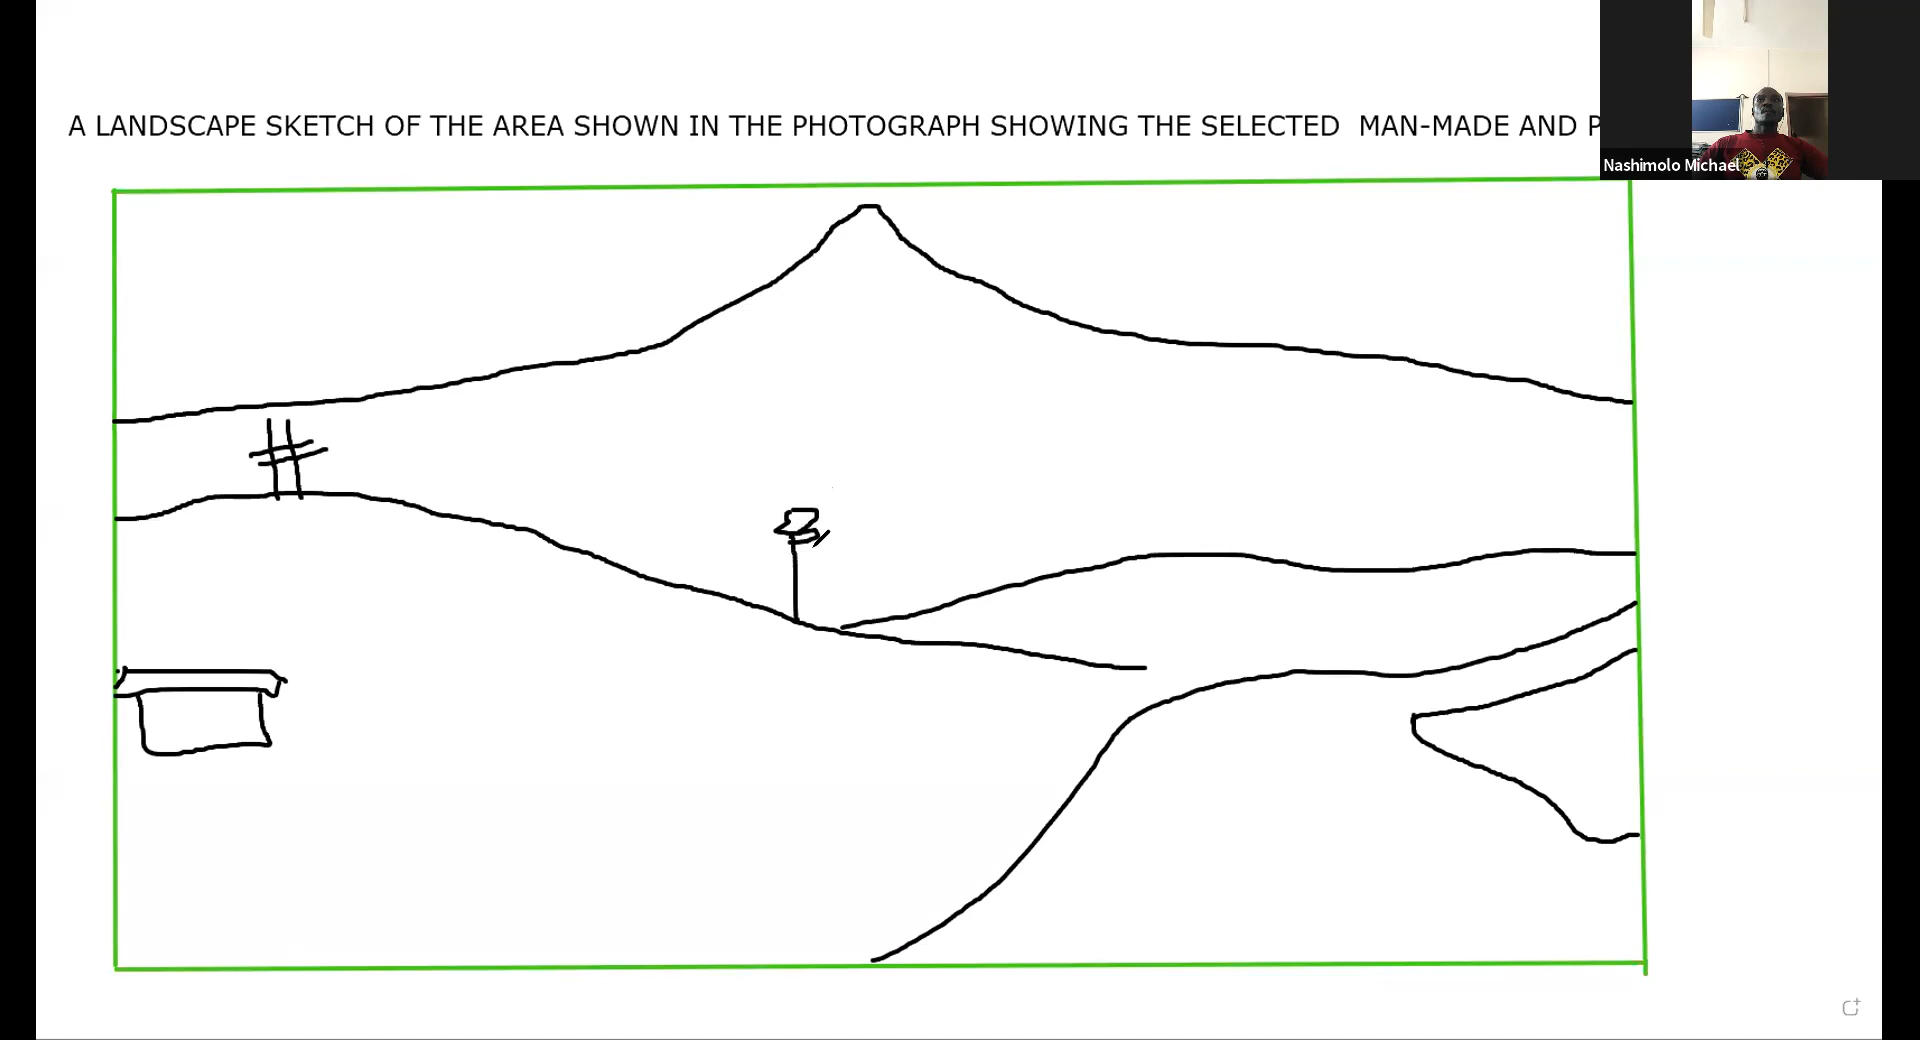 A LANDSCAPE SKETCH OF THE AREA SHOWN IN THE PHOTOGRAPH SHOWING THE SELECTED MAN-MADE AND P
Nashimolo Michael